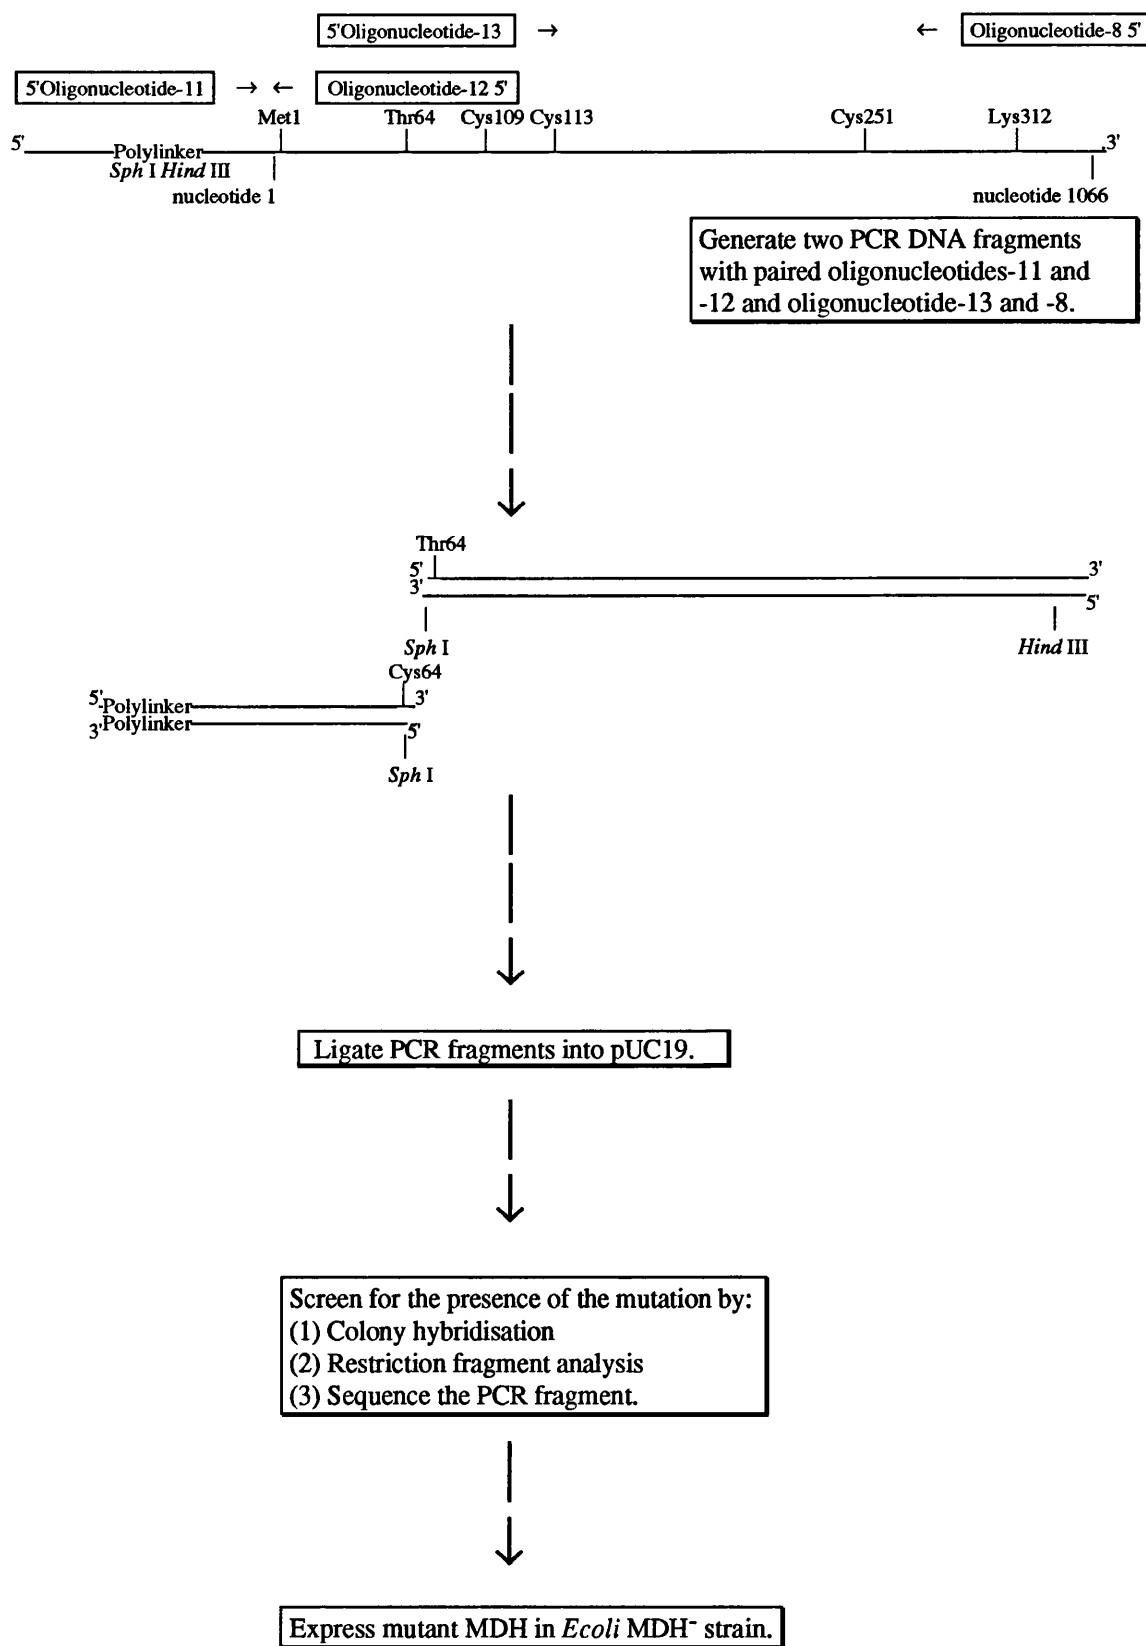 5'Oligonucleotide-13 → ← Oligonucleotide-8 5'
5'Oligonucleotide-11 → ← Oligonucleotide-12 5'
Met1 Thr64 Cys109 Cys113 Cys251 Lys312
5' Polylinker 3'
Sph I Hind III
nucleotide 1 nucleotide 1066
Generate two PCR DNA fragments
with paired oligonucleotides-11 and
-12 and oligonucleotide-13 and -8.
Thr64
5' 3'
3' 5'
Sph I Hind III
Cys64
5'-Polylinker 3'
3'Polylinker 5'
Sph I
Ligate PCR fragments into pUC19.
Screen for the presence of the mutation by:
(1) Colony hybridisation
(2) Restriction fragment analysis
(3) Sequence the PCR fragment.
Express mutant MDH in Ecoli MDH⁻ strain.